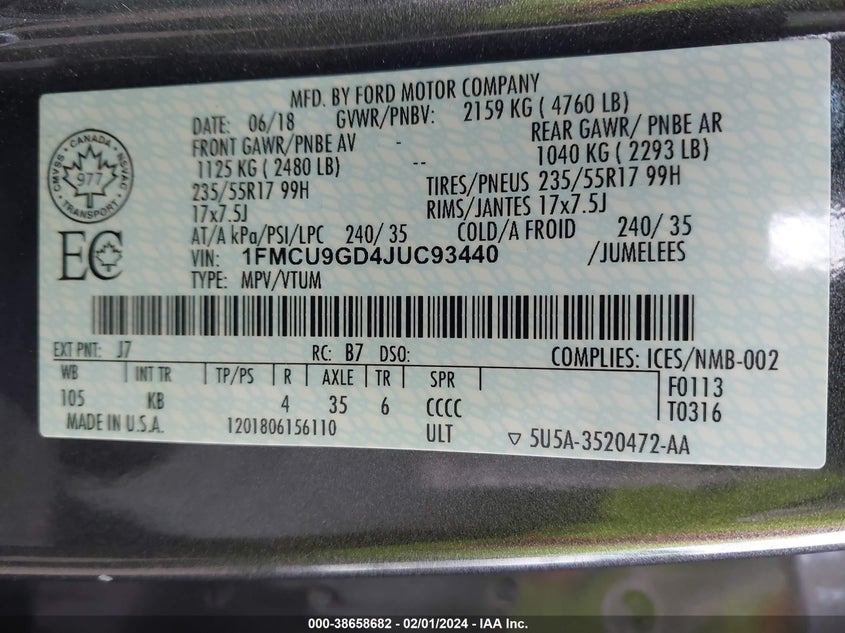 MFD. BY FORD MOTOR COMPANY
DATE: 06/18 GVWR/PNBV: 2159 KG ( 4760 LB)
FRONT GAWR/PNBE AV - REAR GAWR/ PNBE AR
1125 KG ( 2480 LB) -- 1040 KG ( 2293 LB)
235/55R17 99H TIRES/PNEUS 235/55R17 99H
17x7.5J RIMS/JANTES 17x7.5J
AT/A kPa/PSI/LPC 240/ 35 COLD/A FROID 240/ 35
VIN: 1FMCU9GD4JUC93440 /JUMELEES
TYPE: MPV/VTUM
CANADA
CMVSS NSVAC
977
TRANSPORT
EC
EXT PNT: J7 RC: B7 DSO: COMPLIES: ICES/NMB-002
WB INT TR TP/PS R AXLE TR SPR F0113
105 KB 4 35 6 CCCC T0316
MADE IN U.S.A. 1201806156110 ULT ▽ 5U5A-3520472-AA
000-38658682 - 02/01/2024 - IAA Inc.